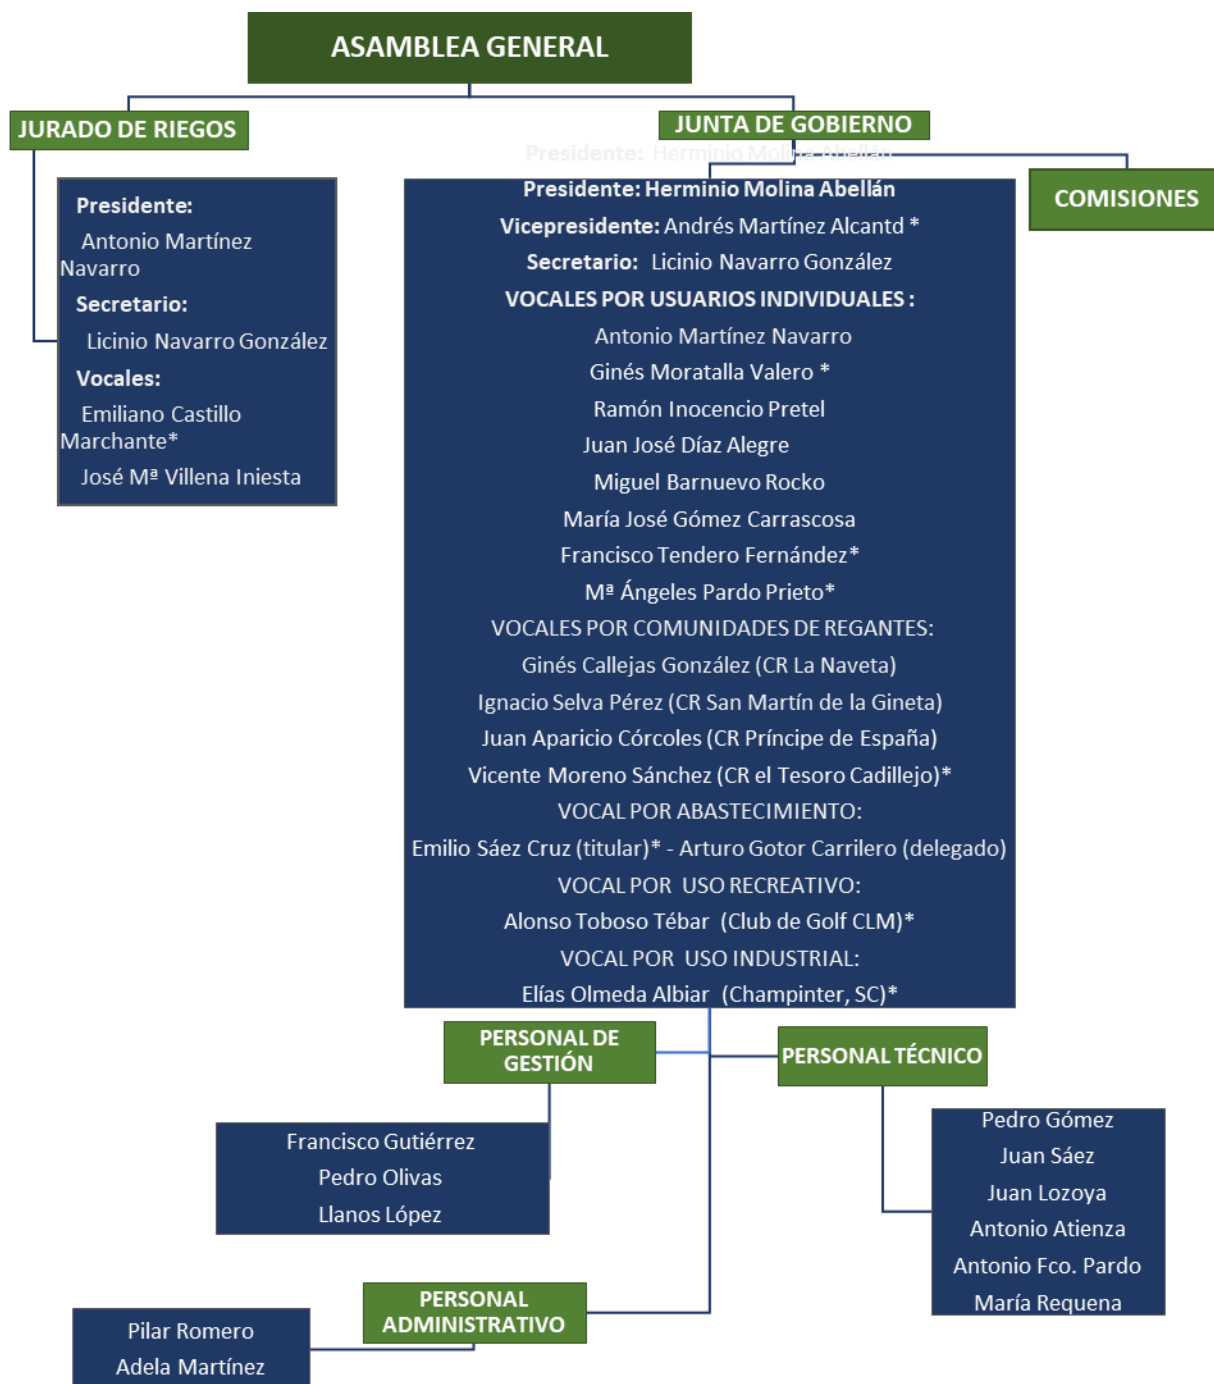 ASAMBLEA GENERAL
JURADO DE RIEGOS
Presidente:
Antonio Martínez
Navarro
Secretario:
Licinio Navarro González
Vocales:
Emiliano Castillo
Marchante*
José Mª Villena Iniesta
JUNTA DE GOBIERNO
Presidente: Herminio Molina Abellán
COMISIONES
Presidente: Herminio Molina Abellán
Vicepresidente: Andrés Martínez Alcantd *
Secretario: Licinio Navarro González
VOCALES POR USUARIOS INDIVIDUALES :
Antonio Martínez Navarro
Ginés Moratalla Valero *
Ramón Inocencio Pretel
Juan José Díaz Alegre
Miguel Barnuevo Rocko
María José Gómez Carrascosa
Francisco Tendero Fernández*
Mª Ángeles Pardo Prieto*
VOCALES POR COMUNIDADES DE REGANTES:
Ginés Callejas González (CR La Naveta)
Ignacio Selva Pérez (CR San Martín de la Gineta)
Juan Aparicio Córcoles (CR Príncipe de España)
Vicente Moreno Sánchez (CR el Tesoro Cadillejo)*
VOCAL POR ABASTECIMIENTO:
Emilio Sáez Cruz (titular)* - Arturo Gotor Carrilero (delegado)
VOCAL POR USO RECREATIVO:
Alonso Toboso Tébar (Club de Golf CLM)*
VOCAL POR USO INDUSTRIAL:
Elías Olmeda Albiar (Champinter, SC)*
PERSONAL DE
GESTIÓN
Francisco Gutiérrez
Pedro Olivas
Llanos López
PERSONAL TÉCNICO
Pedro Gómez
Juan Sáez
Juan Lozoya
Antonio Atienza
Antonio Fco. Pardo
María Requena
PERSONAL
ADMINISTRATIVO
Pilar Romero
Adela Martínez